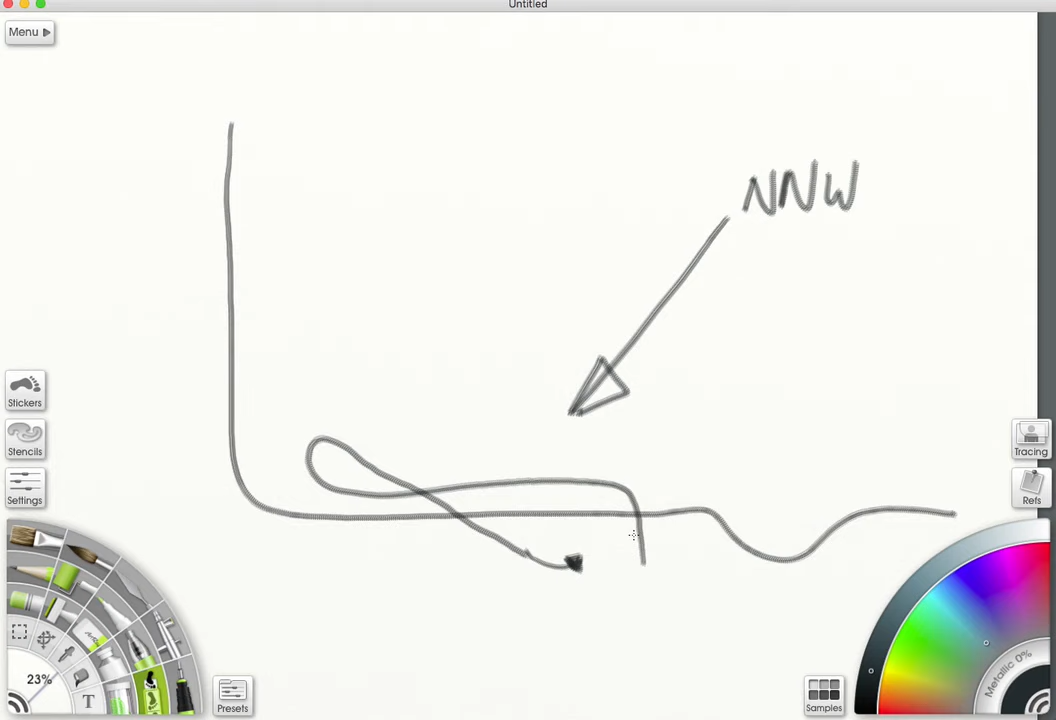 Untitled
Menu
NNW
Stickers
Stencils
Settings
Tracing
Refs
23%
T
Presets
Samples
Metallic 0%